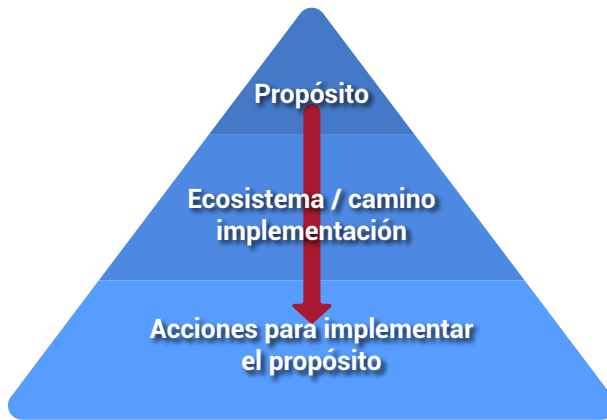 Propósito
Ecosistema / camino
implementación
Acciones para implementar
el propósito